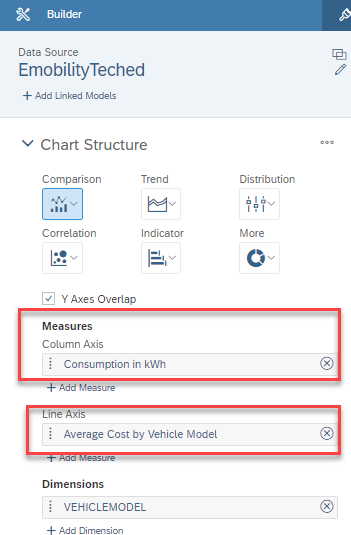 Builder
Data Source
EmobilityTeched
+ Add Linked Models
Chart Structure
Comparison Trend Distribution
Correlation Indicator More
Y Axes Overlap
Measures
Column Axis
Consumption in kWh
+ Add Measure
Line Axis
Average Cost by Vehicle Model
+ Add Measure
Dimensions
VEHICLEMODEL
+ Add Dimension